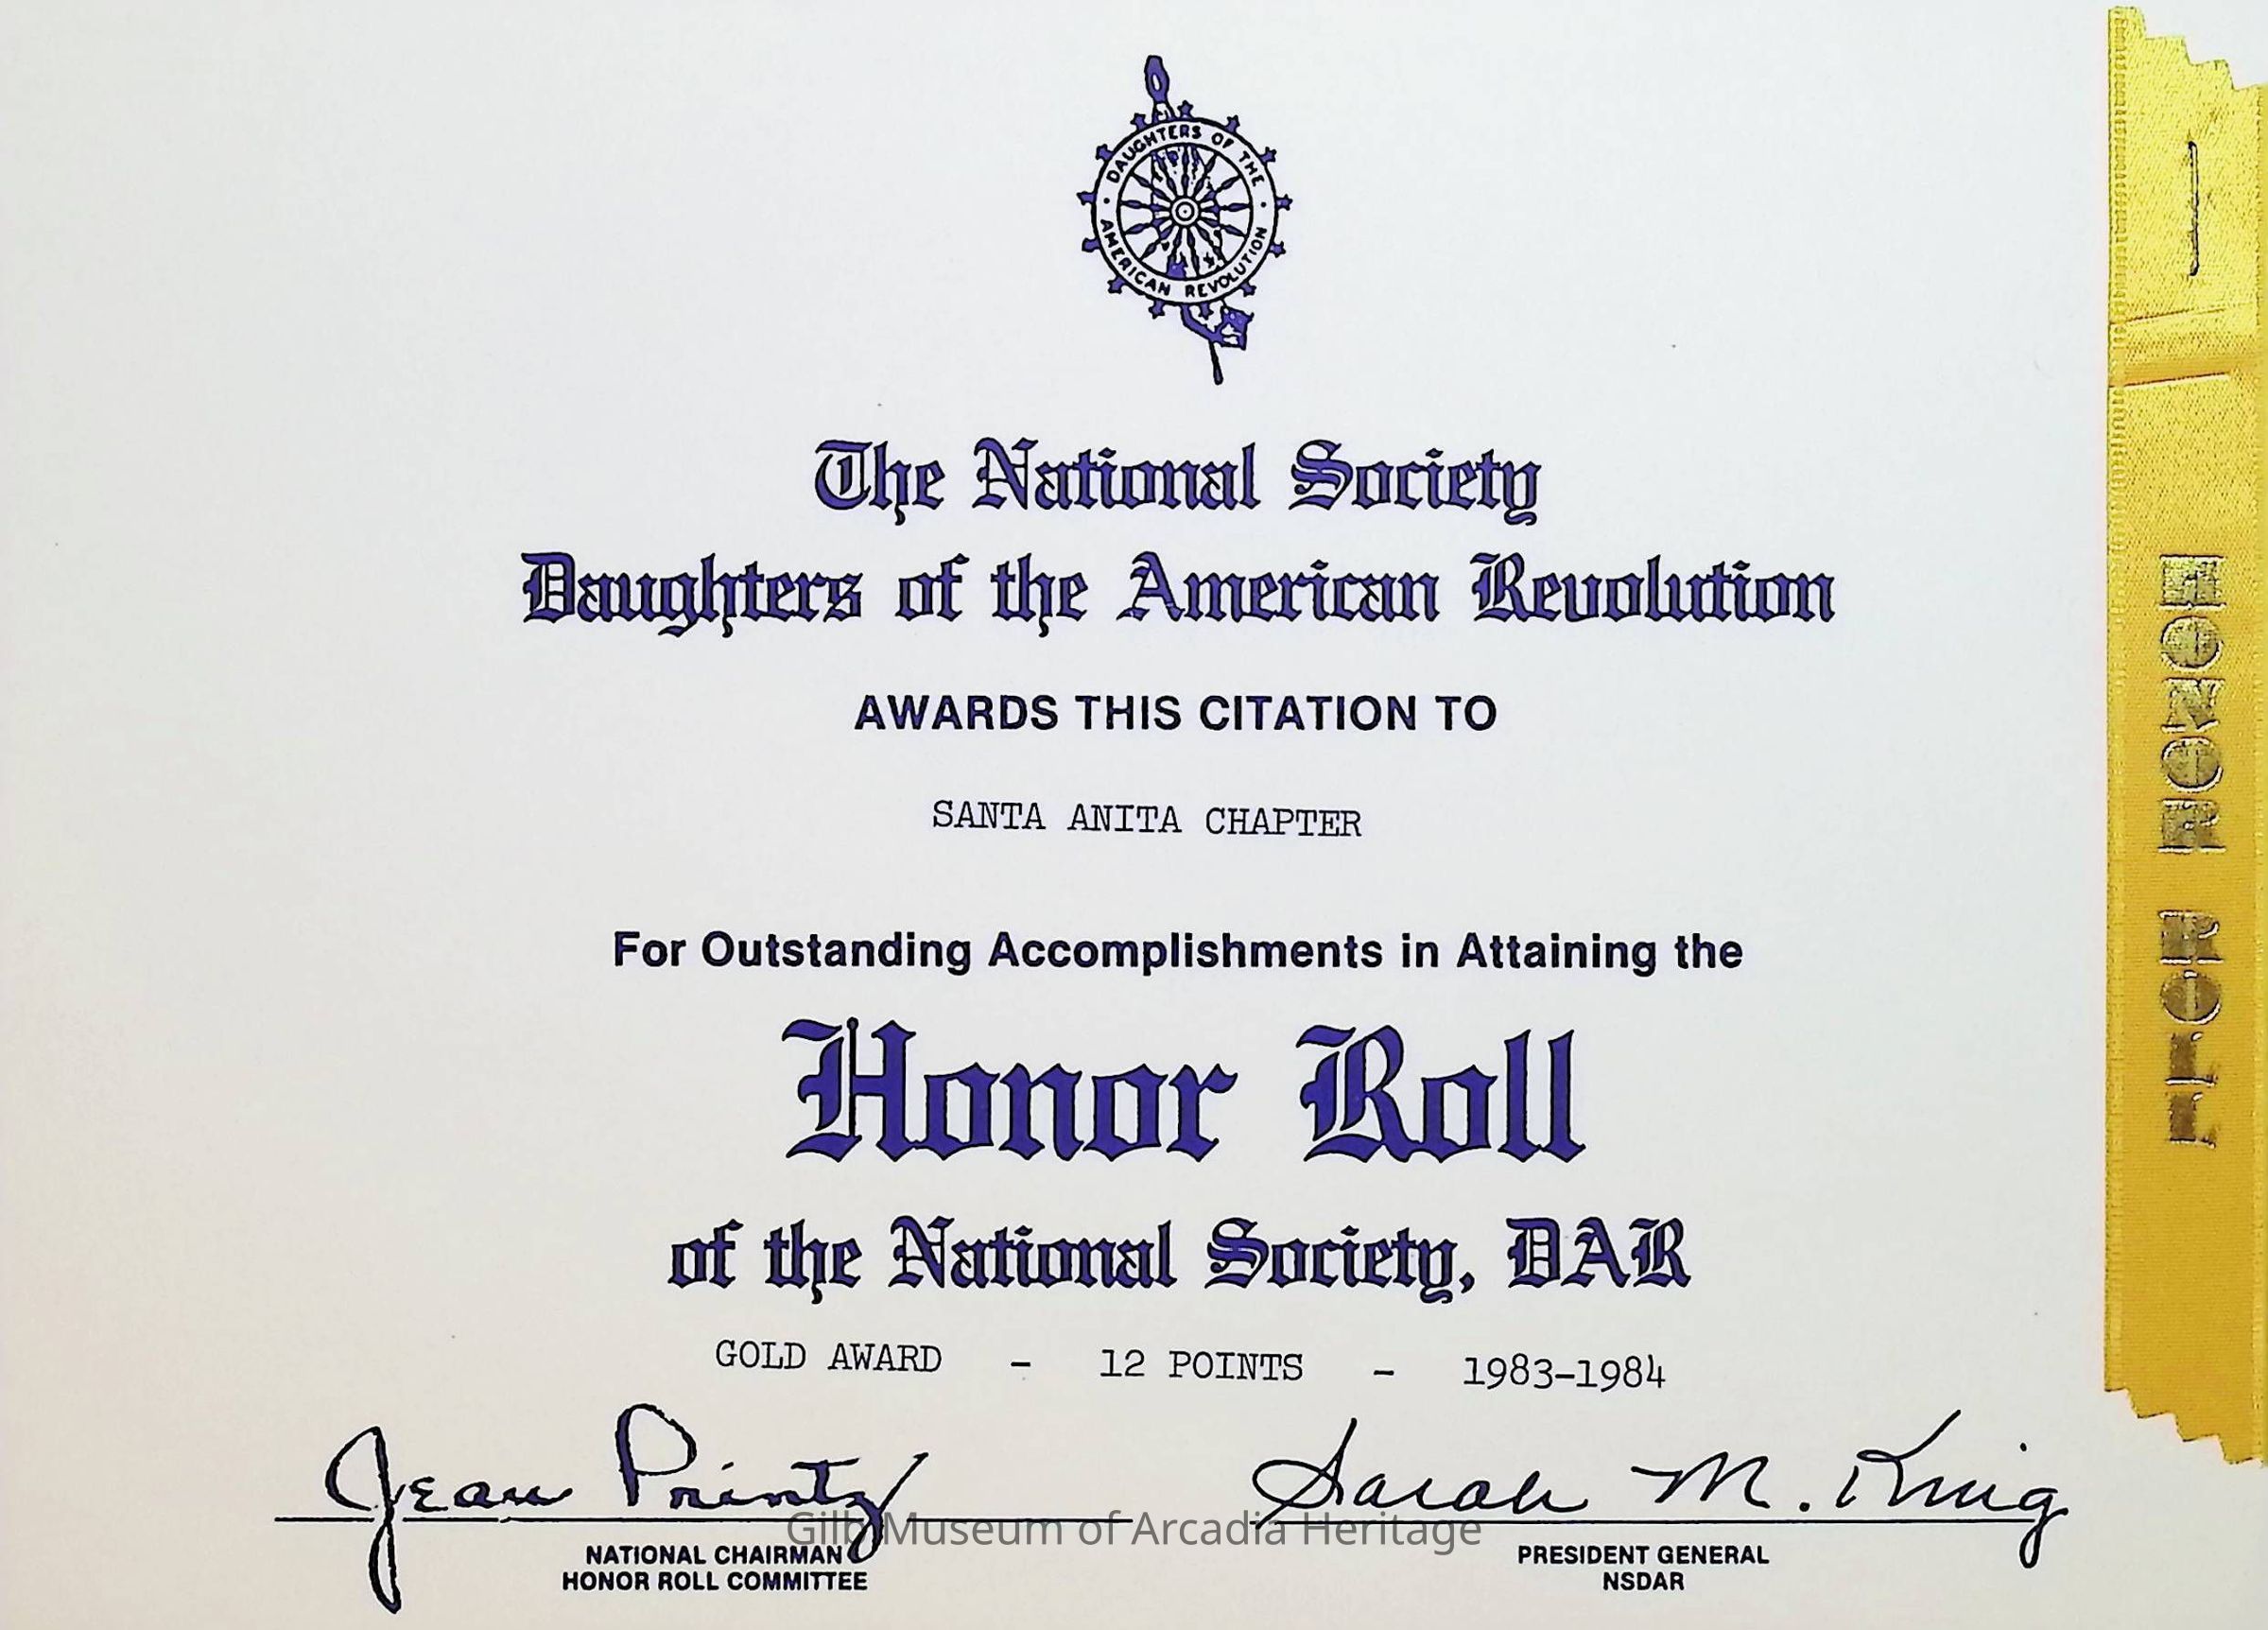 DAUGHTERS OF THE
AMERICAN REVOLUTION
The National Society
Daughters of the American Revolution
AWARDS THIS CITATION TO
SANTA ANITA CHAPTER
For Outstanding Accomplishments in Attaining the
Honor Roll
of the National Society, DAR
GOLD AWARD - 12 POINTS - 1983-1984
Jean Printz
Sarah M. King
NATIONAL CHAIRMAN
HONOR ROLL COMMITTEE
PRESIDENT GENERAL
NSDAR
HONOR ROLL
Gilb Museum of Arcadia Heritage